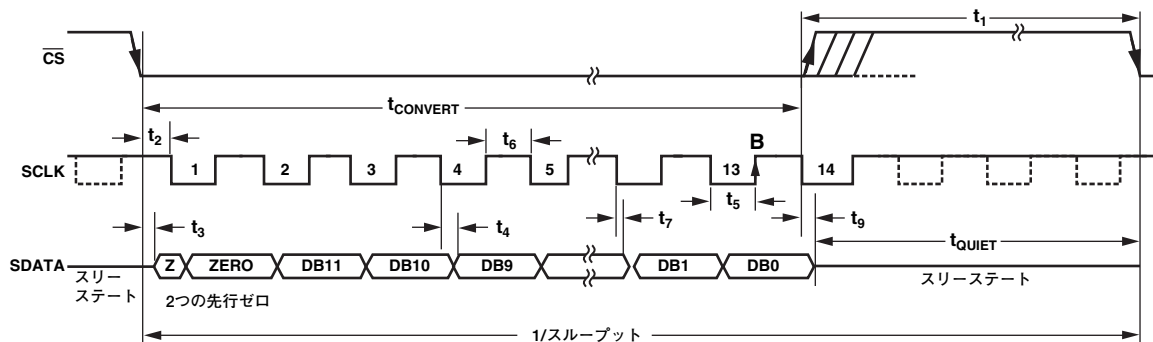 t1
CS
tCONVERT
t2
t6
B
SCLK
1
2
3
4
5
13
14
t3
t4
t7
t5
t9
tQUIET
SDATA
Z
ZERO
DB11
DB10
DB9
DB1
DB0
スリー
ステート
2つの先行ゼロ
スリーステート
1/スループット